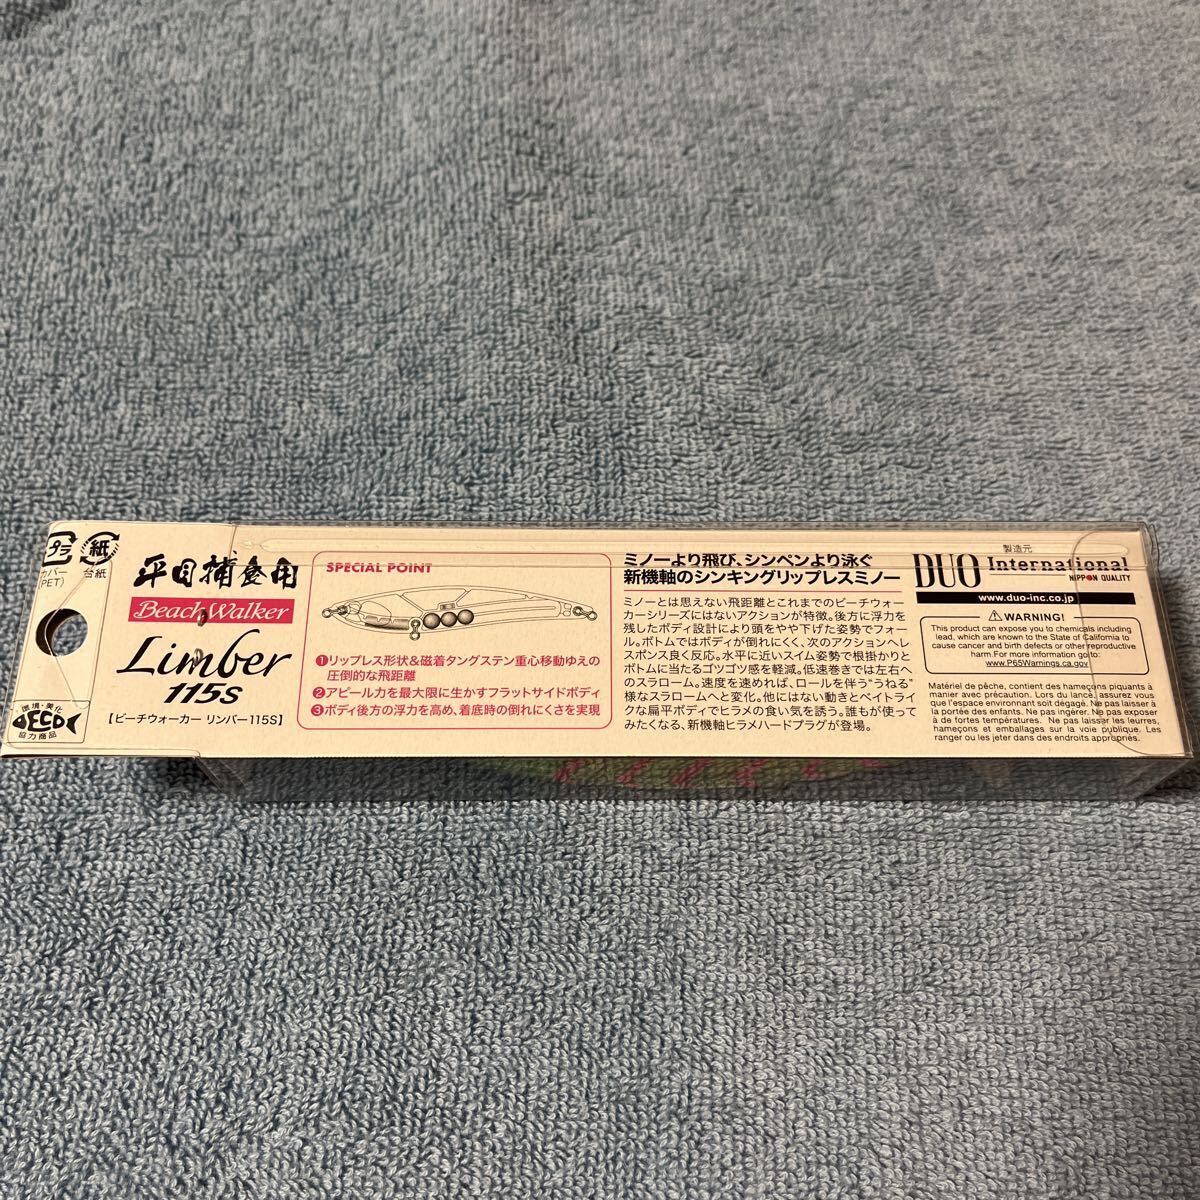 プラ
カバー
(PET)
紙
台紙
環境・美化
ECO
協力商品
平目捕食用
Beach Walker
Limber
115S
【ビーチウォーカー リンバー115S】
SPECIAL POINT
❶リップレス形状&磁着タングステン重心移動ゆえの
圧倒的な飛距離
❷アピール力を最大限に生かすフラットサイドボディ
❸ボディ後方の浮力を高め、着底時の倒れにくさを実現
ミノーより飛び、シンペンより泳ぐ
新機軸のシンキングリップレスミノー
ミノーとは思えない飛距離とこれまでのビーチウォー
カーシリーズにはないアクションが特徴。後方に浮力を
残したボディ設計により頭をやや下げた姿勢でフォー
ル。ボトムではボディが倒れにくく、次のアクションへレ
スポンス良く反応。水平に近いスイム姿勢で根掛かりと
ボトムに当たるゴツゴツ感を軽減。低速巻きでは左右へ
のスラローム。速度を速めれば、ロールを伴う“うねる”
様なスラロームへと変化。他にはない動きとベイトライ
クな扁平ボディでヒラメの食い気を誘う。誰もが使って
みたくなる、新機軸ヒラメハードプラグが登場。
製造元
DUO International
NIPPON QUALITY
www.duo-inc.co.jp
WARNING!
This product can expose you to chemicals including
lead, which are known to the State of California to
cause cancer and birth defects or other reproductive
harm. For more information go to:
www.P65Warnings.ca.gov
Matériel de pêche, contient des hameçons piquants à
manier avec précaution. Lors du lancé, assurez vous
que l'espace environnant soit dégagé. Ne pas laisser à
la portée des enfants. Ne pas ingérer. Ne pas exposer
à de fortes températures. Ne pas laisser les leurres,
hameçons et emballages sur la voie publique. Les
ranger ou les jeter dans des endroits appropriés.